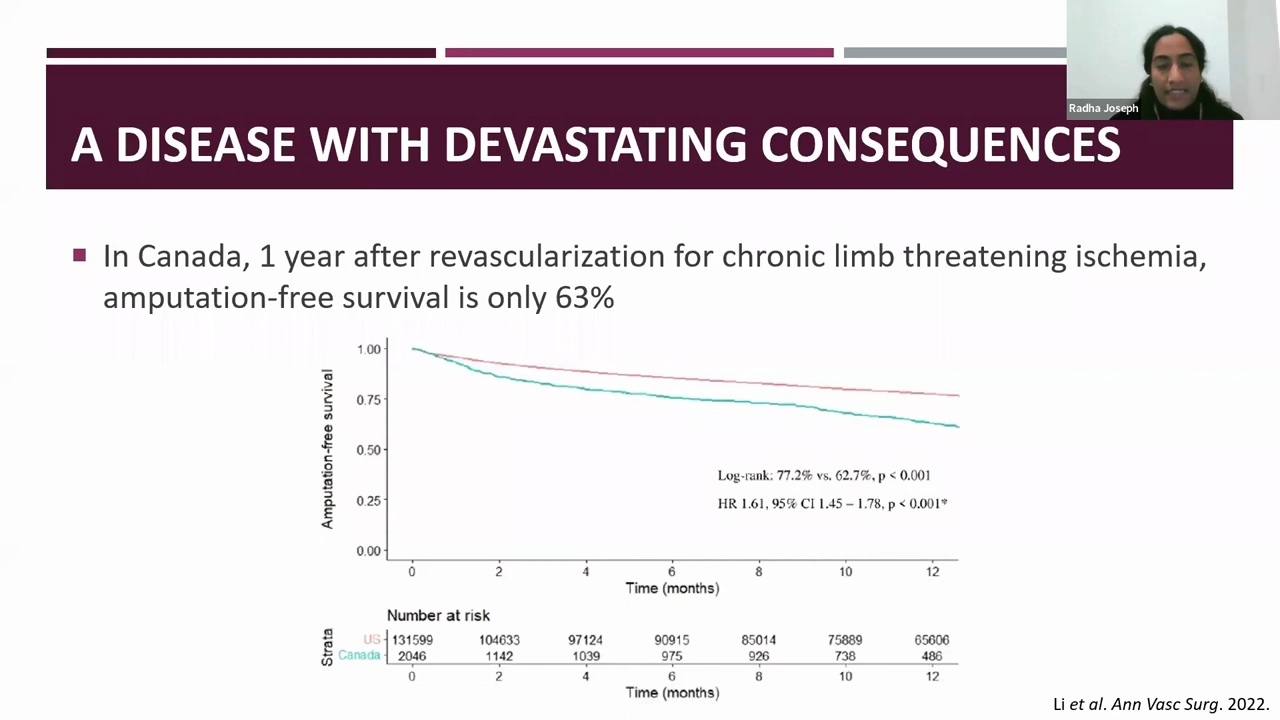 Radha Joseph
A DISEASE WITH DEVASTATING CONSEQUENCES
In Canada, 1 year after revascularization for chronic limb threatening ischemia,
amputation-free survival is only 63%
Amputation-free survival
1.00
0.75
0.50
0.25
0.00
Log-rank: 77.2% vs. 62.7%, p < 0.001
HR 1.61, 95% CI 1.45 – 1.78, p < 0.001*
0 2 4 6 8 10 12
Time (months)
Number at risk
Strata
US 131599 104633 97124 90915 85014 75889 65606
Canada 2046 1142 1039 975 926 738 486
0 2 4 6 8 10 12
Time (months)
Li et al. Ann Vasc Surg. 2022.